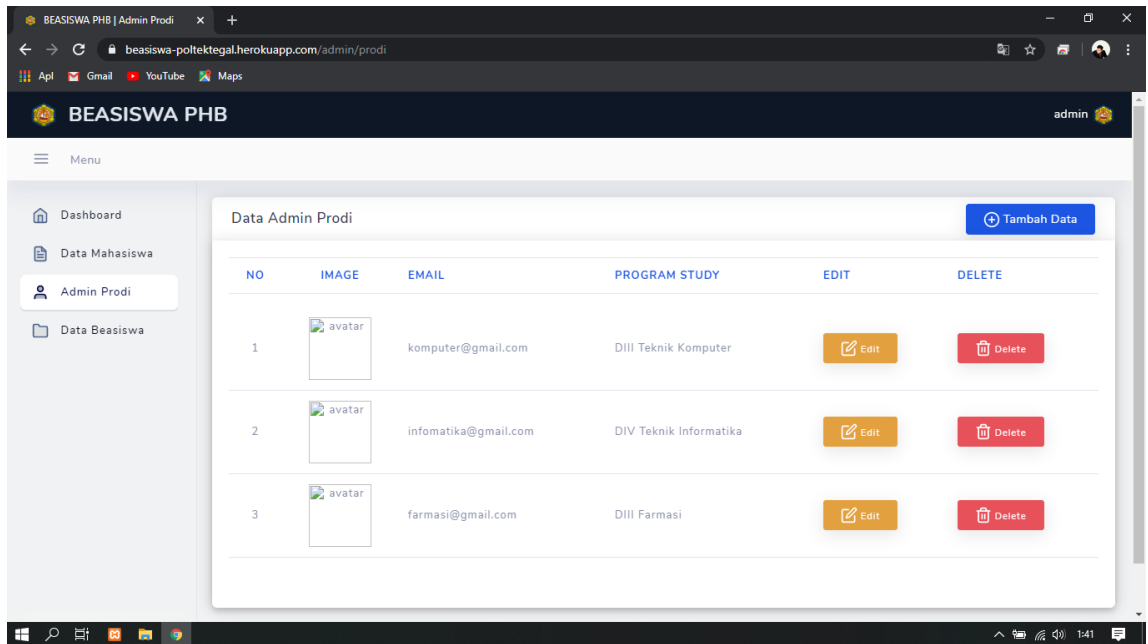 BEASISWA PHB | Admin Prodi
beasiswa-poltektegal.herokuapp.com/admin/prodi
Apl Gmail YouTube Maps
BEASISWA PHB
admin
Menu
Dashboard
Data Mahasiswa
Admin Prodi
Data Beasiswa
Data Admin Prodi
Tambah Data
NO IMAGE EMAIL PROGRAM STUDY EDIT DELETE
1 avatar komputer@gmail.com DIII Teknik Komputer Edit Delete
2 avatar infomatika@gmail.com DIV Teknik Informatika Edit Delete
3 avatar farmasi@gmail.com DIII Farmasi Edit Delete
1:41